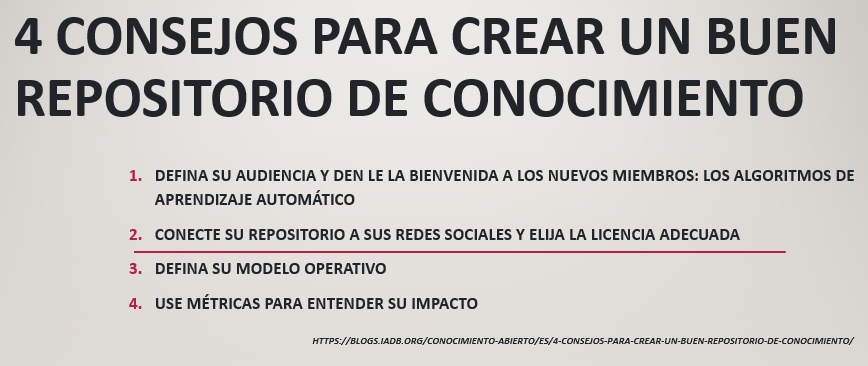 4 CONSEJOS PARA CREAR UN BUEN
REPOSITORIO DE CONOCIMIENTO
1. DEFINA SU AUDIENCIA Y DEN LE LA BIENVENIDA A LOS NUEVOS MIEMBROS: LOS ALGORITMOS DE
APRENDIZAJE AUTOMÁTICO
2. CONECTE SU REPOSITORIO A SUS REDES SOCIALES Y ELIJA LA LICENCIA ADECUADA
3. DEFINA SU MODELO OPERATIVO
4. USE MÉTRICAS PARA ENTENDER SU IMPACTO
HTTPS://BLOGS.IADB.ORG/CONOCIMIENTO-ABIERTO/ES/4-CONSEJOS-PARA-CREAR-UN-BUEN-REPOSITORIO-DE-CONOCIMIENTO/